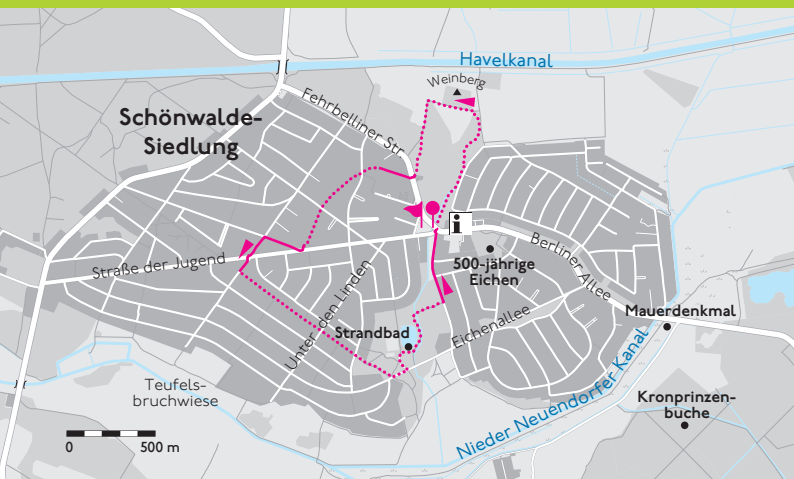 Havelkanal
Weinberg
Fehrbelliner Str.
Schönwalde-
Siedlung
i
Straße der Jugend
Berliner Allee
500-jährige
Eichen
Unter den Linden
Strandbad
Eichenallee
Mauerdenkmal
Nieder Neuendorfer Kanal
Teufels-
bruchwiese
Kronprinzen-
buche
0 500 m